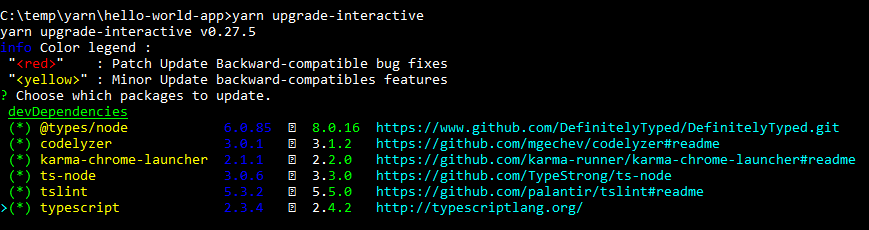 C:\temp\yarn\hello-world-app>yarn upgrade-interactive
yarn upgrade-interactive v0.27.5
info Color legend :
"<red>" : Patch Update Backward-compatible bug fixes
"<yellow>" : Minor Update Backward-compatibles features
? Choose which packages to update.
devDependencies
(*) @types/node 6.0.85 ⍰ 8.0.16 https://www.github.com/DefinitelyTyped/DefinitelyTyped.git
(*) codelyzer 3.0.1 ⍰ 3.1.2 https://github.com/mgechev/codelyzer#readme
(*) karma-chrome-launcher 2.1.1 ⍰ 2.2.0 https://github.com/karma-runner/karma-chrome-launcher#readme
(*) ts-node 3.0.6 ⍰ 3.3.0 https://github.com/TypeStrong/ts-node
(*) tslint 5.3.2 ⍰ 5.5.0 https://github.com/palantir/tslint#readme
>(*) typescript 2.3.4 ⍰ 2.4.2 http://typescriptlang.org/